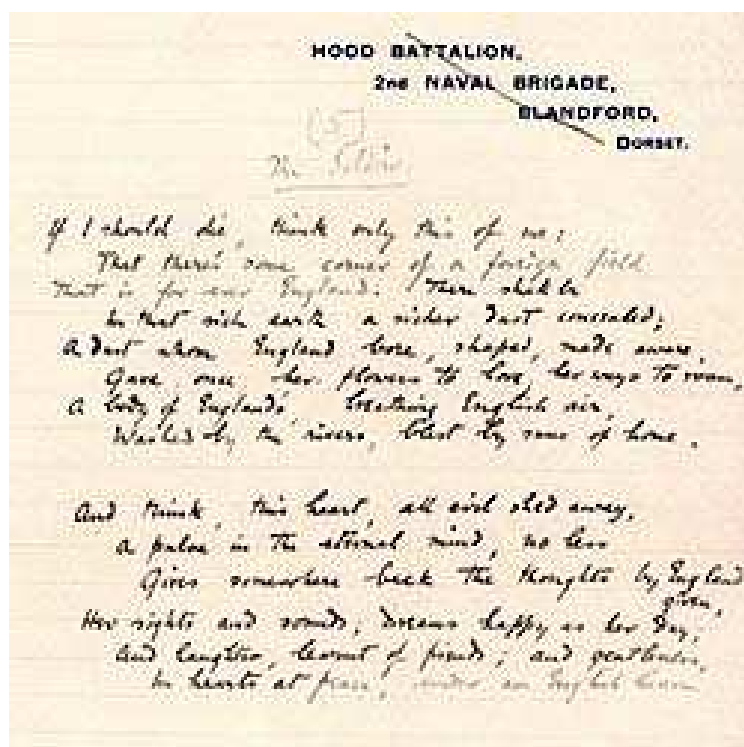 HOOD BATTALION,
2nd NAVAL BRIGADE,
BLANDFORD,
DORSET.
(5)
The Soldier
If I should die, think only this of me:
That there's some corner of a foreign field
That is for ever England. There shall be
In that rich earth a richer dust concealed;
A dust whom England bore, shaped, made aware,
Gave, once, her flowers to love, her ways to roam,
A body of England's breathing English air,
Washed by the rivers, blest by suns of home.
And think, this heart, all evil shed away,
A pulse in the eternal mind, no less
Gives somewhere back the thoughts by England
given,
Her sights and sounds; dreams happy as her day;
And laughter, learnt of friends; and gentleness,
In hearts at peace, under an English heaven